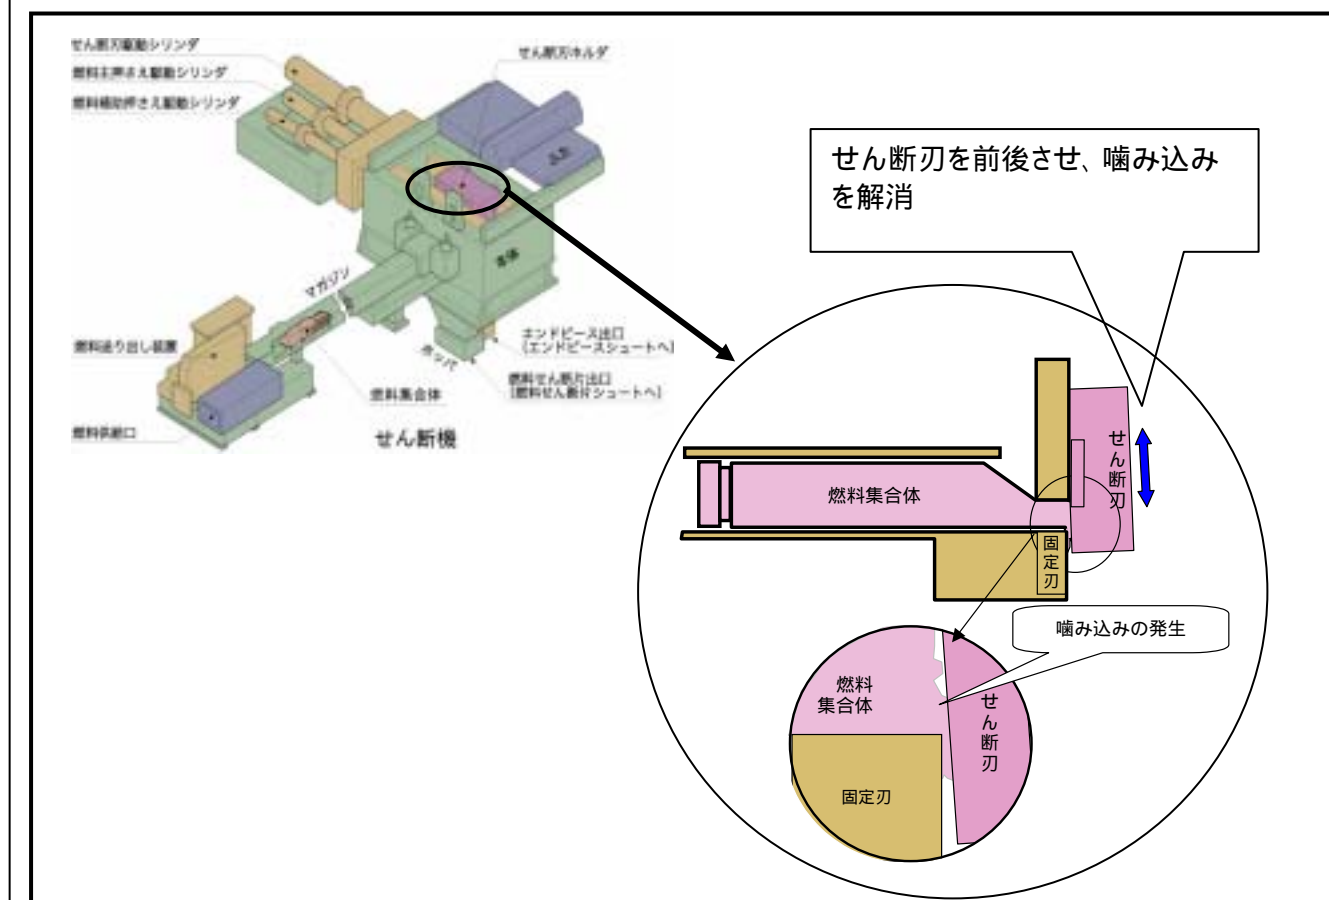 せん断刃駆動シリンダ
燃料主押さえ駆動シリンダ
燃料補助押さえ駆動シリンダ
せん断刃ホルダ
本体
マガジン
燃料送り出し装置
エンドピース出口
(エンドピースシュートへ)
ホッパ
燃料せん断片出口
(燃料せん断片シュートへ)
燃料集合体
燃料供給口
せん断機
せん断刃を前後させ、噛み込み
を解消
燃料集合体
せん断刃
固定刃
噛み込みの発生
燃料
集合体
せん断刃
固定刃